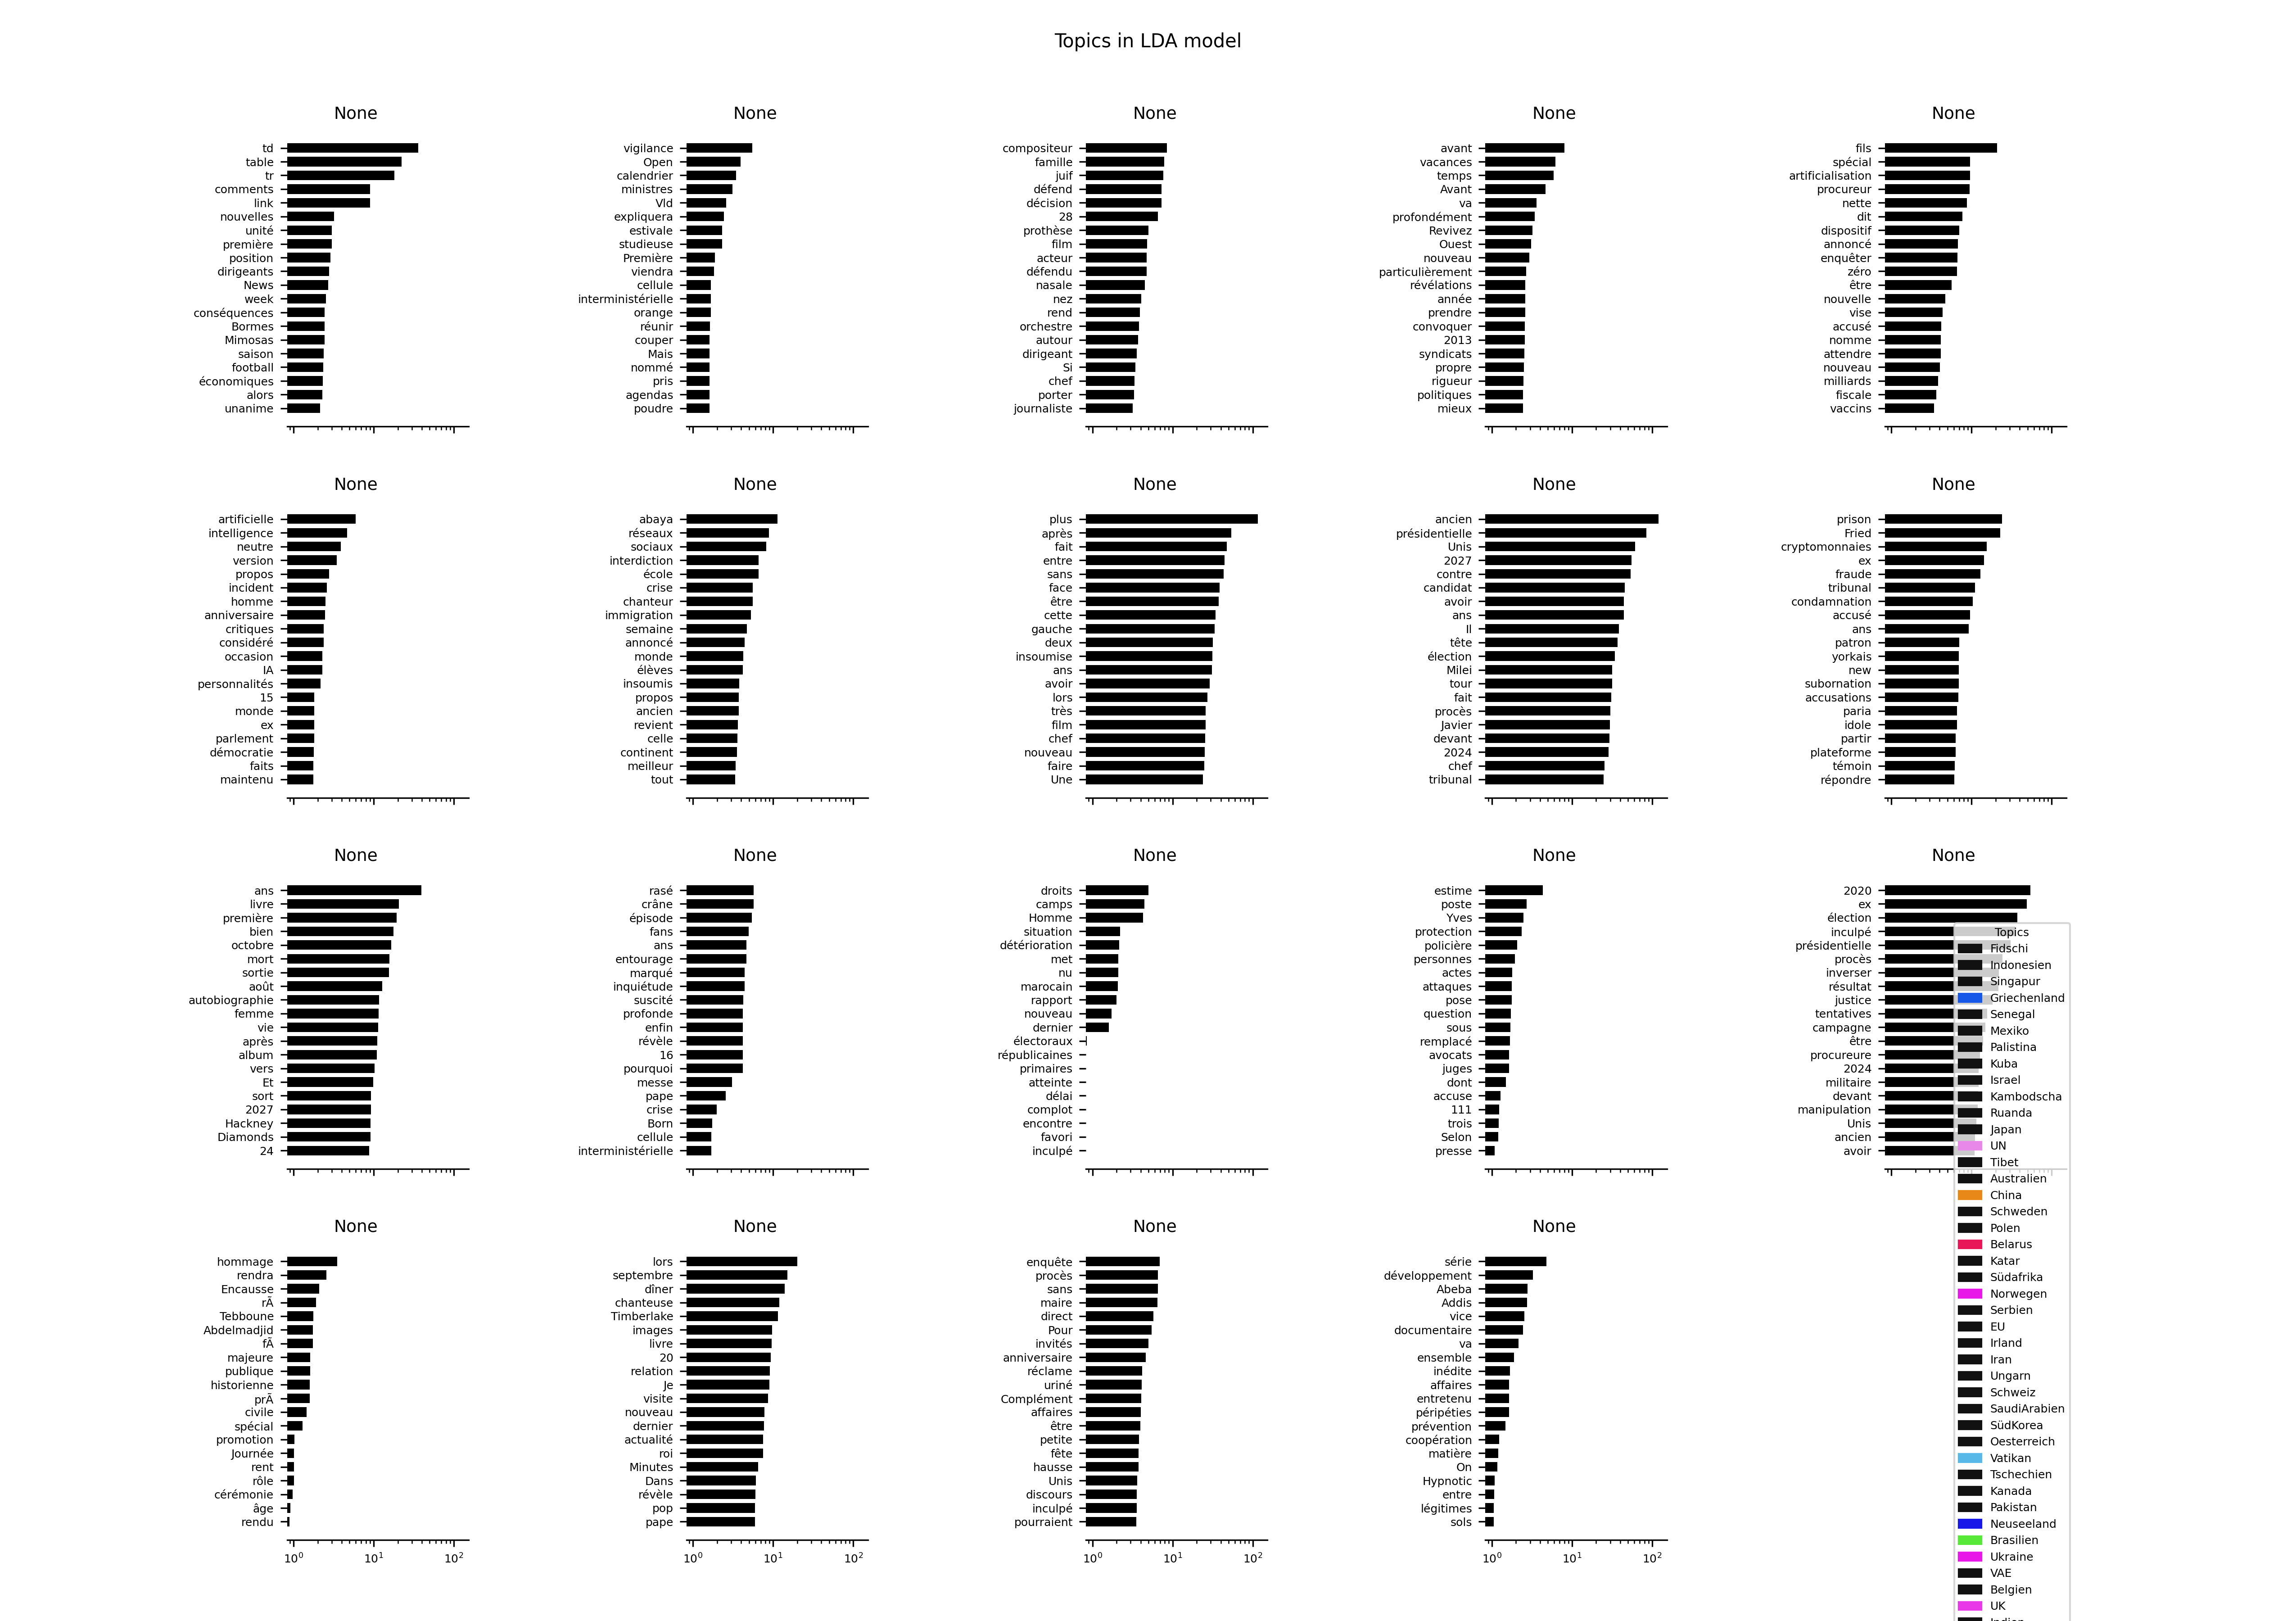 Topics in LDA model
None
td
table
tr
comments
link
nouvelles
unité
première
position
dirigeants
News
week
conséquences
Bormes
Mimosas
saison
football
économiques
alors
unanime
None
vigilance
Open
calendrier
ministres
Vld
expliquera
estivale
studieuse
Première
viendra
cellule
interministérielle
orange
réunir
couper
Mais
nommé
pris
agendas
poudre
None
compositeur
famille
juif
défend
décision
28
prothèse
film
acteur
défendu
nasale
nez
rend
orchestre
autour
dirigeant
Si
chef
porter
journaliste
None
avant
vacances
temps
Avant
va
profondément
Revivez
Ouest
nouveau
particulièrement
révélations
année
prendre
convoquer
2013
syndicats
propre
rigueur
politiques
mieux
None
fils
spécial
artificialisation
procureur
nette
dit
dispositif
annoncé
enquêter
zéro
être
nouvelle
vise
accusé
nomme
attendre
nouveau
milliards
fiscale
vaccins
None
artificielle
intelligence
neutre
version
propos
incident
homme
anniversaire
critiques
considéré
occasion
IA
personnalités
15
monde
ex
parlement
démocratie
faits
maintenu
None
abaya
réseaux
sociaux
interdiction
école
crise
chanteur
immigration
semaine
annoncé
monde
élèves
insoumis
propos
ancien
revient
celle
continent
meilleur
tout
None
plus
après
fait
entre
sans
face
être
cette
gauche
deux
insoumise
ans
avoir
lors
très
film
chef
nouveau
faire
Une
None
ancien
présidentielle
Unis
2027
contre
candidat
avoir
ans
Il
tête
élection
Milei
tour
fait
procès
Javier
devant
2024
chef
tribunal
None
prison
Fried
cryptomonnaies
ex
fraude
tribunal
condamnation
accusé
ans
patron
yorkais
new
subornation
accusations
paria
idole
partir
plateforme
témoin
répondre
None
ans
livre
première
bien
octobre
mort
sortie
août
autobiographie
femme
vie
après
album
vers
Et
sort
2027
Hackney
Diamonds
24
None
rasé
crâne
épisode
fans
ans
entourage
marqué
inquiétude
suscité
profonde
enfin
révèle
16
pourquoi
messe
pape
crise
Born
cellule
interministérielle
None
droits
camps
Homme
situation
détérioration
met
nu
marocain
rapport
nouveau
dernier
électoraux
républicaines
primaires
atteinte
délai
complot
encontre
favori
inculpé
None
estime
poste
Yves
protection
policière
personnes
actes
attaques
pose
question
sous
remplacé
avocats
juges
dont
accuse
111
trois
Selon
presse
None
2020
ex
élection
inculpé
présidentielle
procès
inverser
résultat
justice
tentatives
campagne
être
procureure
2024
militaire
devant
manipulation
Unis
ancien
avoir
None
hommage
rendra
Encausse
rÃ
Tebboune
Abdelmadjid
fÃ
majeure
publique
historienne
prÃ
civile
spécial
promotion
Journée
rent
rôle
cérémonie
âge
rendu
10⁰ 10¹ 10²
None
lors
septembre
dîner
chanteuse
Timberlake
images
livre
20
relation
Je
visite
nouveau
dernier
actualité
roi
Minutes
Dans
révèle
pop
pape
10⁰ 10¹ 10²
None
enquête
procès
sans
maire
direct
Pour
invités
anniversaire
réclame
uriné
Complément
affaires
être
petite
fête
hausse
Unis
discours
inculpé
pourraient
10⁰ 10¹ 10²
None
série
développement
Abeba
Addis
vice
documentaire
va
ensemble
inédite
affaires
entretenu
péripéties
prévention
coopération
matière
On
Hypnotic
entre
légitimes
sols
10⁰ 10¹ 10²
Topics
Fidschi
Indonesien
Singapur
Griechenland
Senegal
Mexiko
Palistina
Kuba
Israel
Kambodscha
Ruanda
Japan
UN
Tibet
Australien
China
Schweden
Polen
Belarus
Katar
Südafrika
Norwegen
Serbien
EU
Irland
Iran
Ungarn
Schweiz
SaudiArabien
SüdKorea
Oesterreich
Vatikan
Tschechien
Kanada
Pakistan
Neuseeland
Brasilien
Ukraine
VAE
Belgien
UK